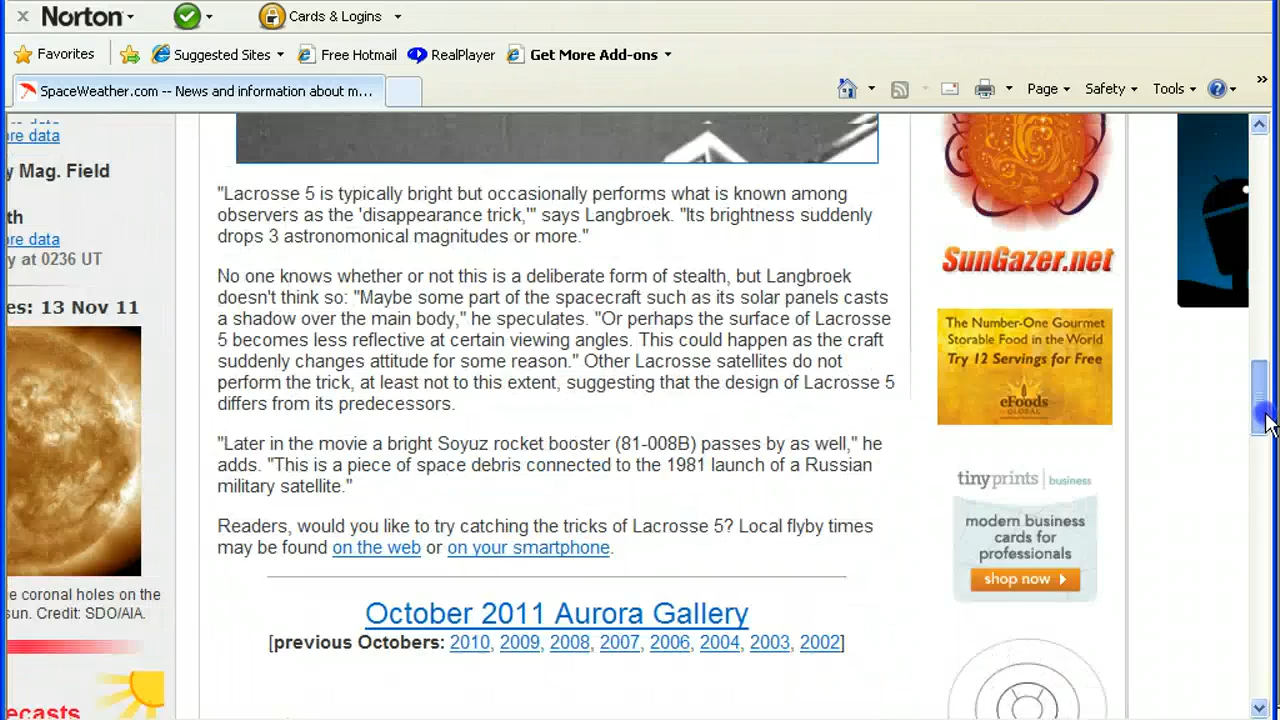 Norton
Cards & Logins
Favorites
Suggested Sites
Free Hotmail
RealPlayer
Get More Add-ons
SpaceWeather.com -- News and information about m...
Page
Safety
Tools
»
ore data
y Mag. Field
th
ore data
y at 0236 UT
es: 13 Nov 11
e coronal holes on the
sun. Credit: SDO/AIA.
ecasts
"Lacrosse 5 is typically bright but occasionally performs what is known among
observers as the 'disappearance trick,'" says Langbroek. "Its brightness suddenly
drops 3 astronomonical magnitudes or more."
No one knows whether or not this is a deliberate form of stealth, but Langbroek
doesn't think so: "Maybe some part of the spacecraft such as its solar panels casts
a shadow over the main body," he speculates. "Or perhaps the surface of Lacrosse
5 becomes less reflective at certain viewing angles. This could happen as the craft
suddenly changes attitude for some reason." Other Lacrosse satellites do not
perform the trick, at least not to this extent, suggesting that the design of Lacrosse 5
differs from its predecessors.
"Later in the movie a bright Soyuz rocket booster (81-008B) passes by as well," he
adds. "This is a piece of space debris connected to the 1981 launch of a Russian
military satellite."
Readers, would you like to try catching the tricks of Lacrosse 5? Local flyby times
may be found on the web or on your smartphone.
October 2011 Aurora Gallery
[previous Octobers: 2010, 2009, 2008, 2007, 2006, 2004, 2003, 2002]
SunGazer.net
The Number-One Gourmet
Storable Food in the World
Try 12 Servings for Free
eFoods
GLOBAL
tinyprints business
modern business
cards for
professionals
shop now